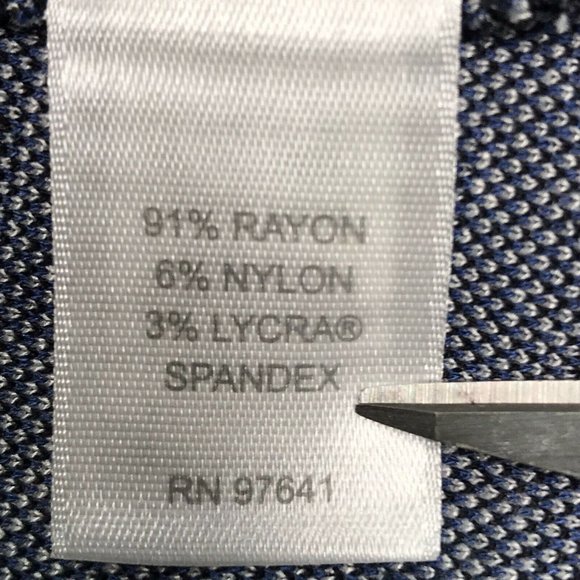 91% RAYON
6% NYLON
3% LYCRA®
SPANDEX
RN 97641